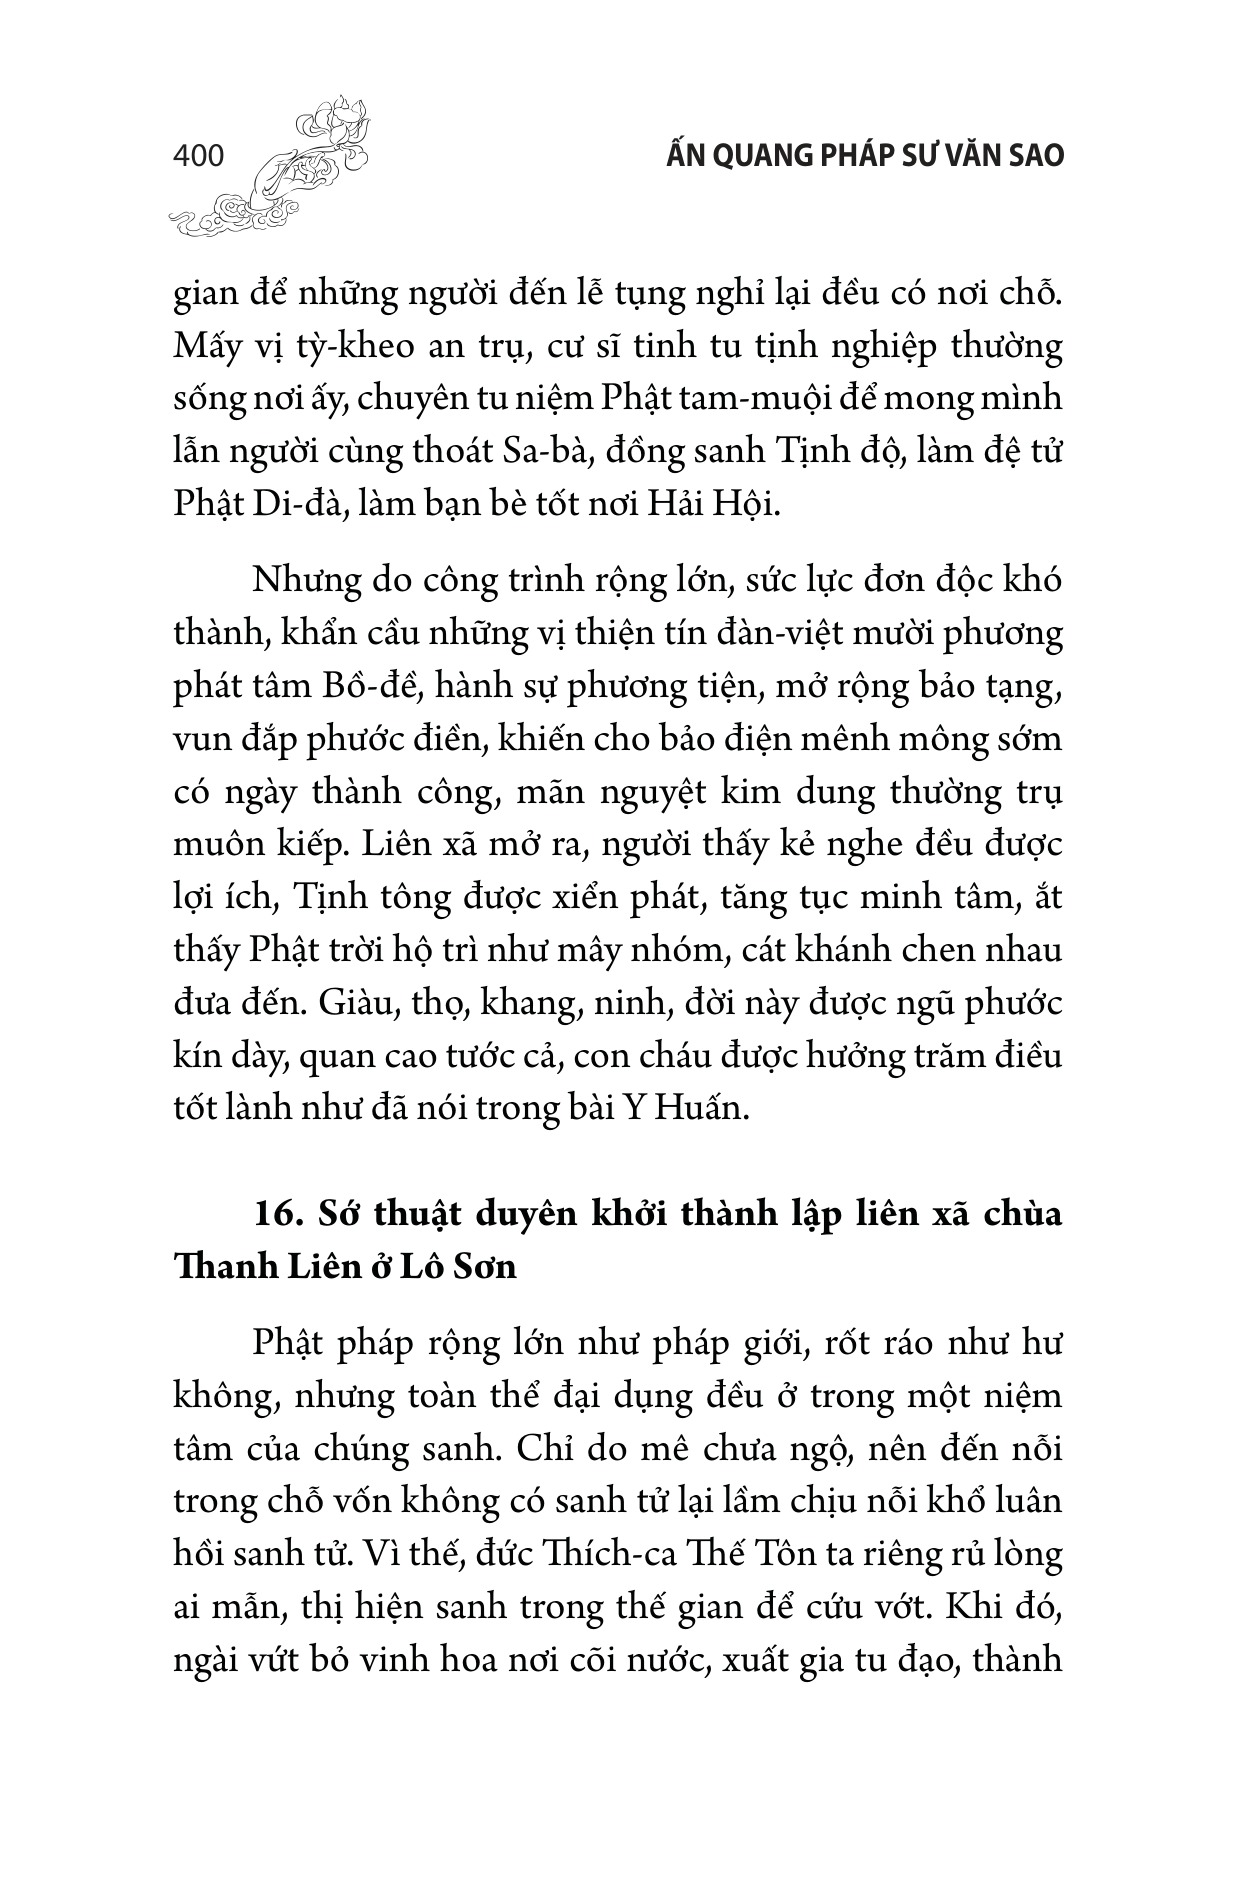 400
ẤN QUANG PHÁP SƯ VĂN SAO
gian để những người đến lễ tụng nghỉ lại đều có nơi chỗ.
Mấy vị tỳ-kheo an trụ, cư sĩ tinh tu tịnh nghiệp thường
sống nơi ấy, chuyên tu niệm Phật tam-muội để mong mình
lẫn người cùng thoát Sa-bà, đồng sanh Tịnh độ, làm đệ tử
Phật Di-đà, làm bạn bè tốt nơi Hải Hội.
Nhưng do công trình rộng lớn, sức lực đơn độc khó
thành, khẩn cầu những vị thiện tín đàn-việt mười phương
phát tâm Bồ-đề, hành sự phương tiện, mở rộng bảo tạng,
vun đắp phước điền, khiến cho bảo điện mênh mông sớm
có ngày thành công, mãn nguyệt kim dung thường trụ
muôn kiếp. Liên xã mở ra, người thấy kẻ nghe đều được
lợi ích, Tịnh tông được xiển phát, tăng tục minh tâm, ắt
thấy Phật trời hộ trì như mây nhóm, cát khánh chen nhau
đưa đến. Giàu, thọ, khang, ninh, đời này được ngũ phước
kín dày, quan cao tước cả, con cháu được hưởng trăm điều
tốt lành như đã nói trong bài Y Huấn.
16. Sớ thuật duyên khởi thành lập liên xã chùa
Thanh Liên ở Lô Sơn
Phật pháp rộng lớn như pháp giới, rốt ráo như hư
không, nhưng toàn thể đại dụng đều ở trong một niệm
tâm của chúng sanh. Chỉ do mê chưa ngộ, nên đến nỗi
trong chỗ vốn không có sanh tử lại lầm chịu nỗi khổ luân
hồi sanh tử. Vì thế, đức Thích-ca Thế Tôn ta riêng rủ lòng
ai mẫn, thị hiện sanh trong thế gian để cứu vớt. Khi đó,
ngài vứt bỏ vinh hoa nơi cõi nước, xuất gia tu đạo, thành